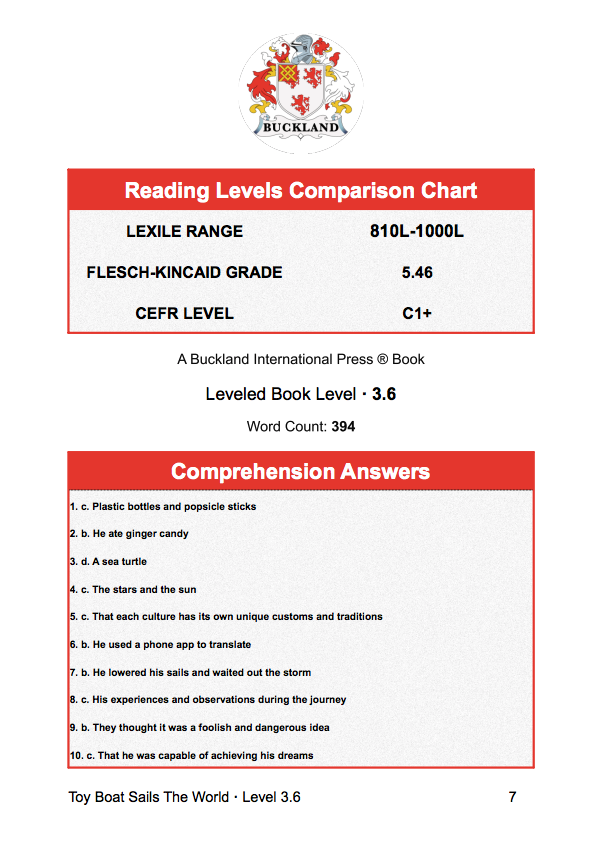 BUCKLAND
Reading Levels Comparison Chart
LEXILE RANGE 810L-1000L
FLESCH-KINCAID GRADE 5.46
CEFR LEVEL C1+
A Buckland International Press ® Book
Leveled Book Level · 3.6
Word Count: 394
Comprehension Answers
1. c. Plastic bottles and popsicle sticks
2. b. He ate ginger candy
3. d. A sea turtle
4. c. The stars and the sun
5. c. That each culture has its own unique customs and traditions
6. b. He used a phone app to translate
7. b. He lowered his sails and waited out the storm
8. c. His experiences and observations during the journey
9. b. They thought it was a foolish and dangerous idea
10. c. That he was capable of achieving his dreams
Toy Boat Sails The World · Level 3.6 7